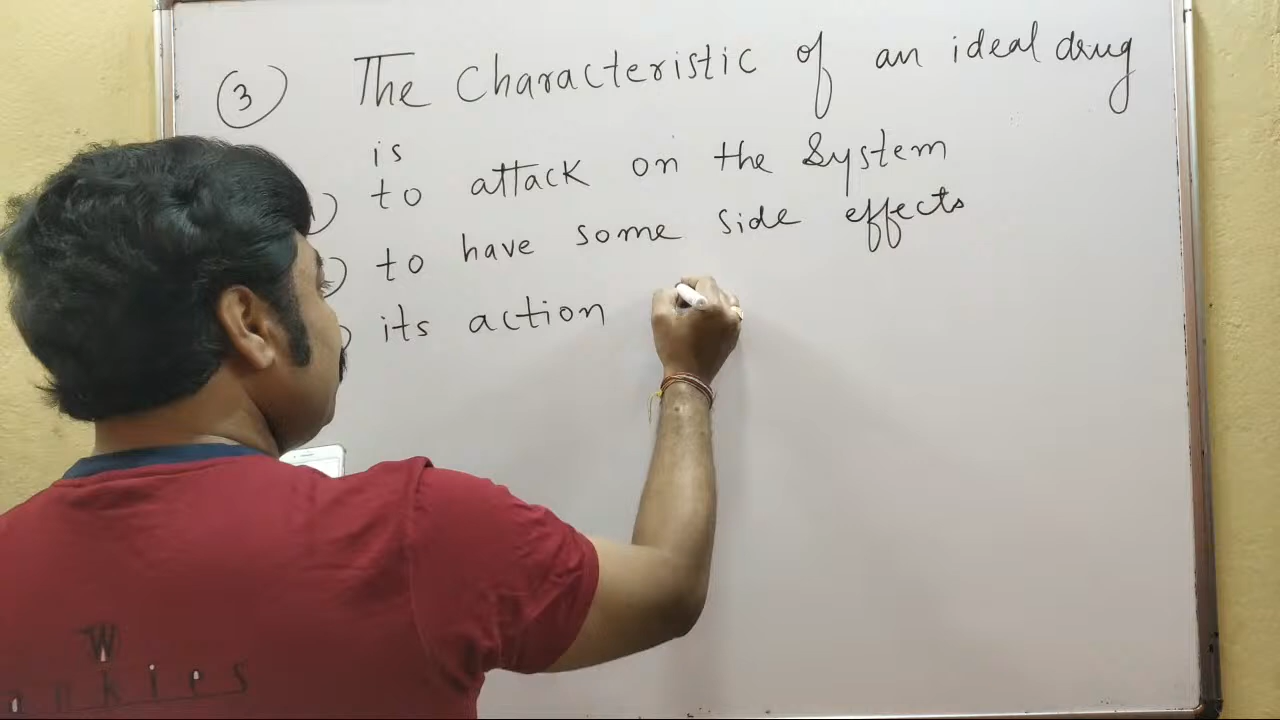 3 The Characteristic of an ideal drug
is
to attack on the System
to have some side effects
its action
W
ankies